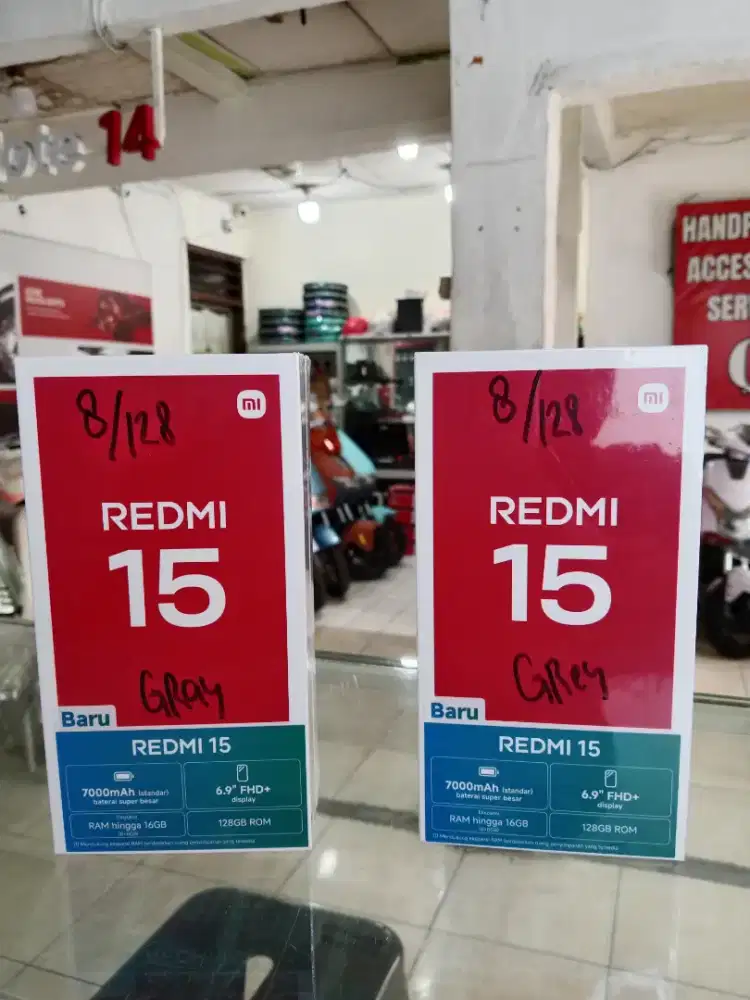 14
HANDP
ACCES
SER
8/128
mi
REDMI
15
GRay
Baru
REDMI 15
7000mAh (standar)
baterai super besar
6.9" FHD+
display
RAM hingga 16GB
128GB ROM
8/128
mi
REDMI
15
GRey
Baru
REDMI 15
7000mAh (standar)
baterai super besar
6.9" FHD+
display
RAM hingga 16GB
128GB ROM